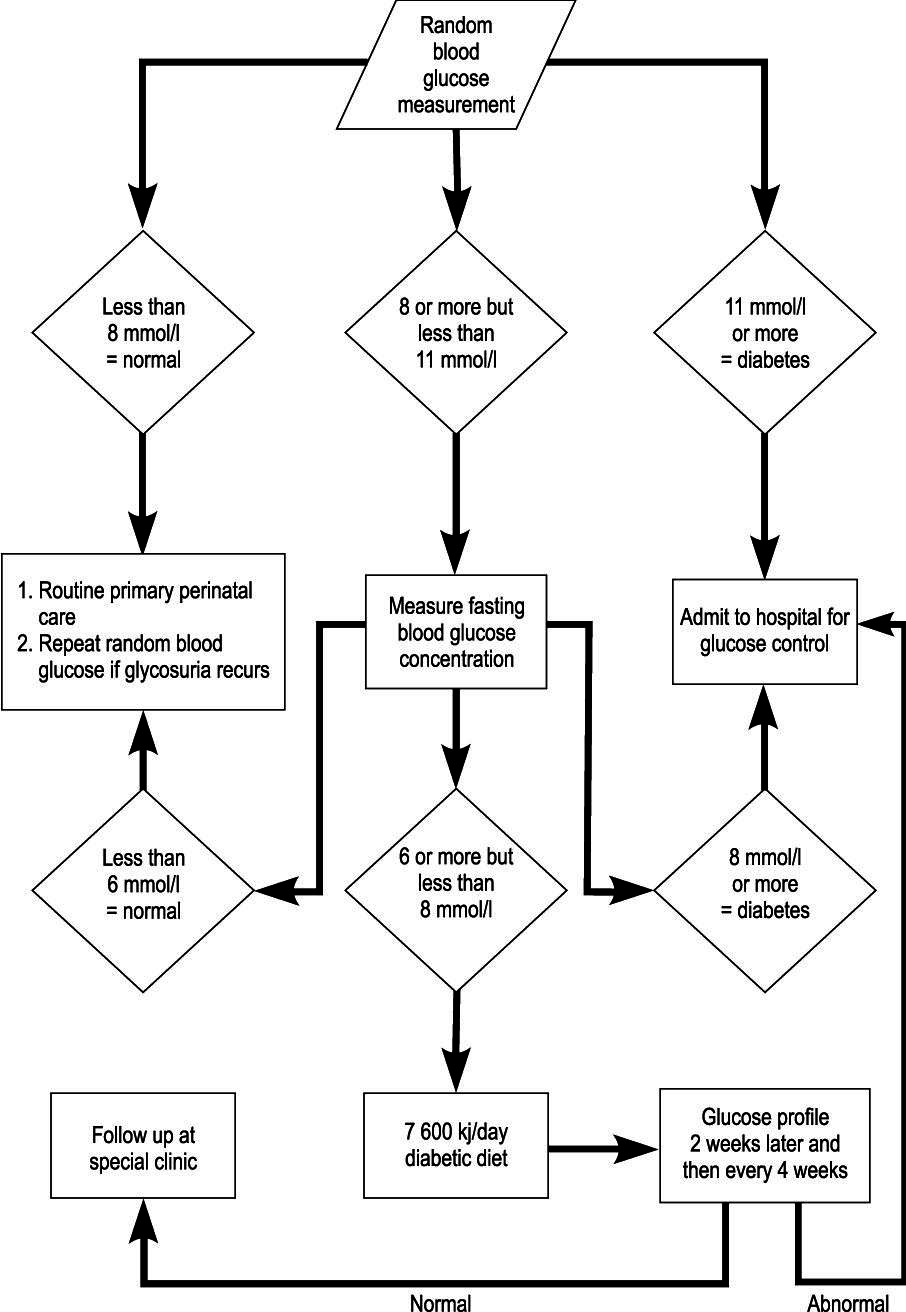 Random
blood
glucose
measurement
Less than
8 mmol/l
= normal
8 or more but
less than
11 mmol/l
11 mmol/l
or more
= diabetes
1. Routine primary perinatal
care
2. Repeat random blood
glucose if glycosuria recurs
Measure fasting
blood glucose
concentration
Admit to hospital for
glucose control
Less than
6 mmol/l
= normal
6 or more but
less than
8 mmol/l
8 mmol/l
or more
= diabetes
Follow up at
special clinic
7 600 kj/day
diabetic diet
Glucose profile
2 weeks later and
then every 4 weeks
Normal
Abnormal